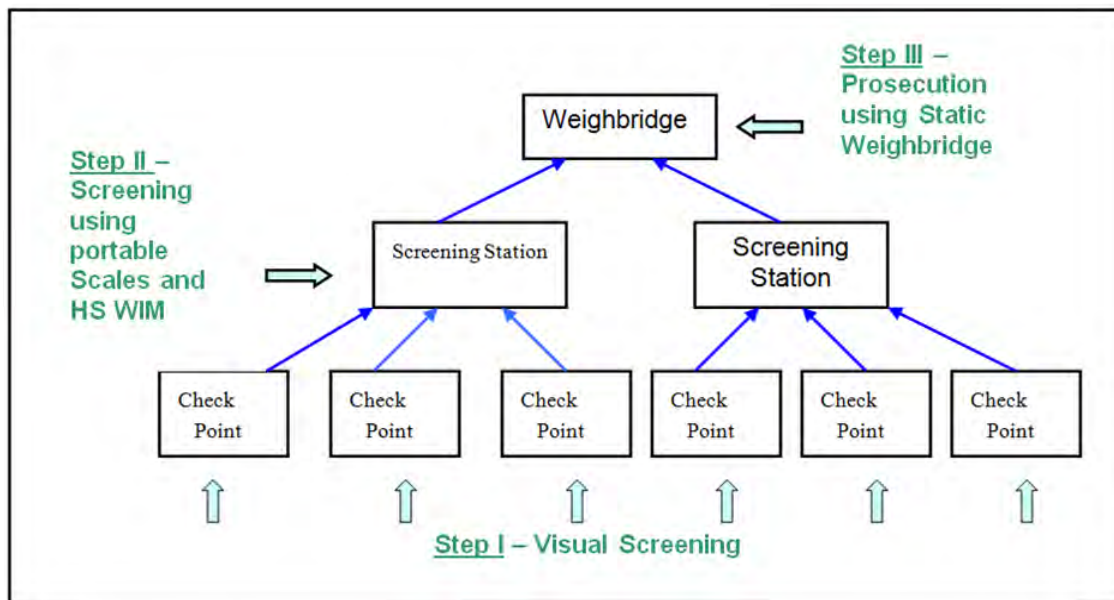 Step III –
Prosecution
using Static
Weighbridge
Weighbridge
Step II –
Screening
using
portable
Scales and
HS WIM
Screening Station
Screening
Station
Check
Point
Check
Point
Check
Point
Check
Point
Check
Point
Check
Point
Step I – Visual Screening